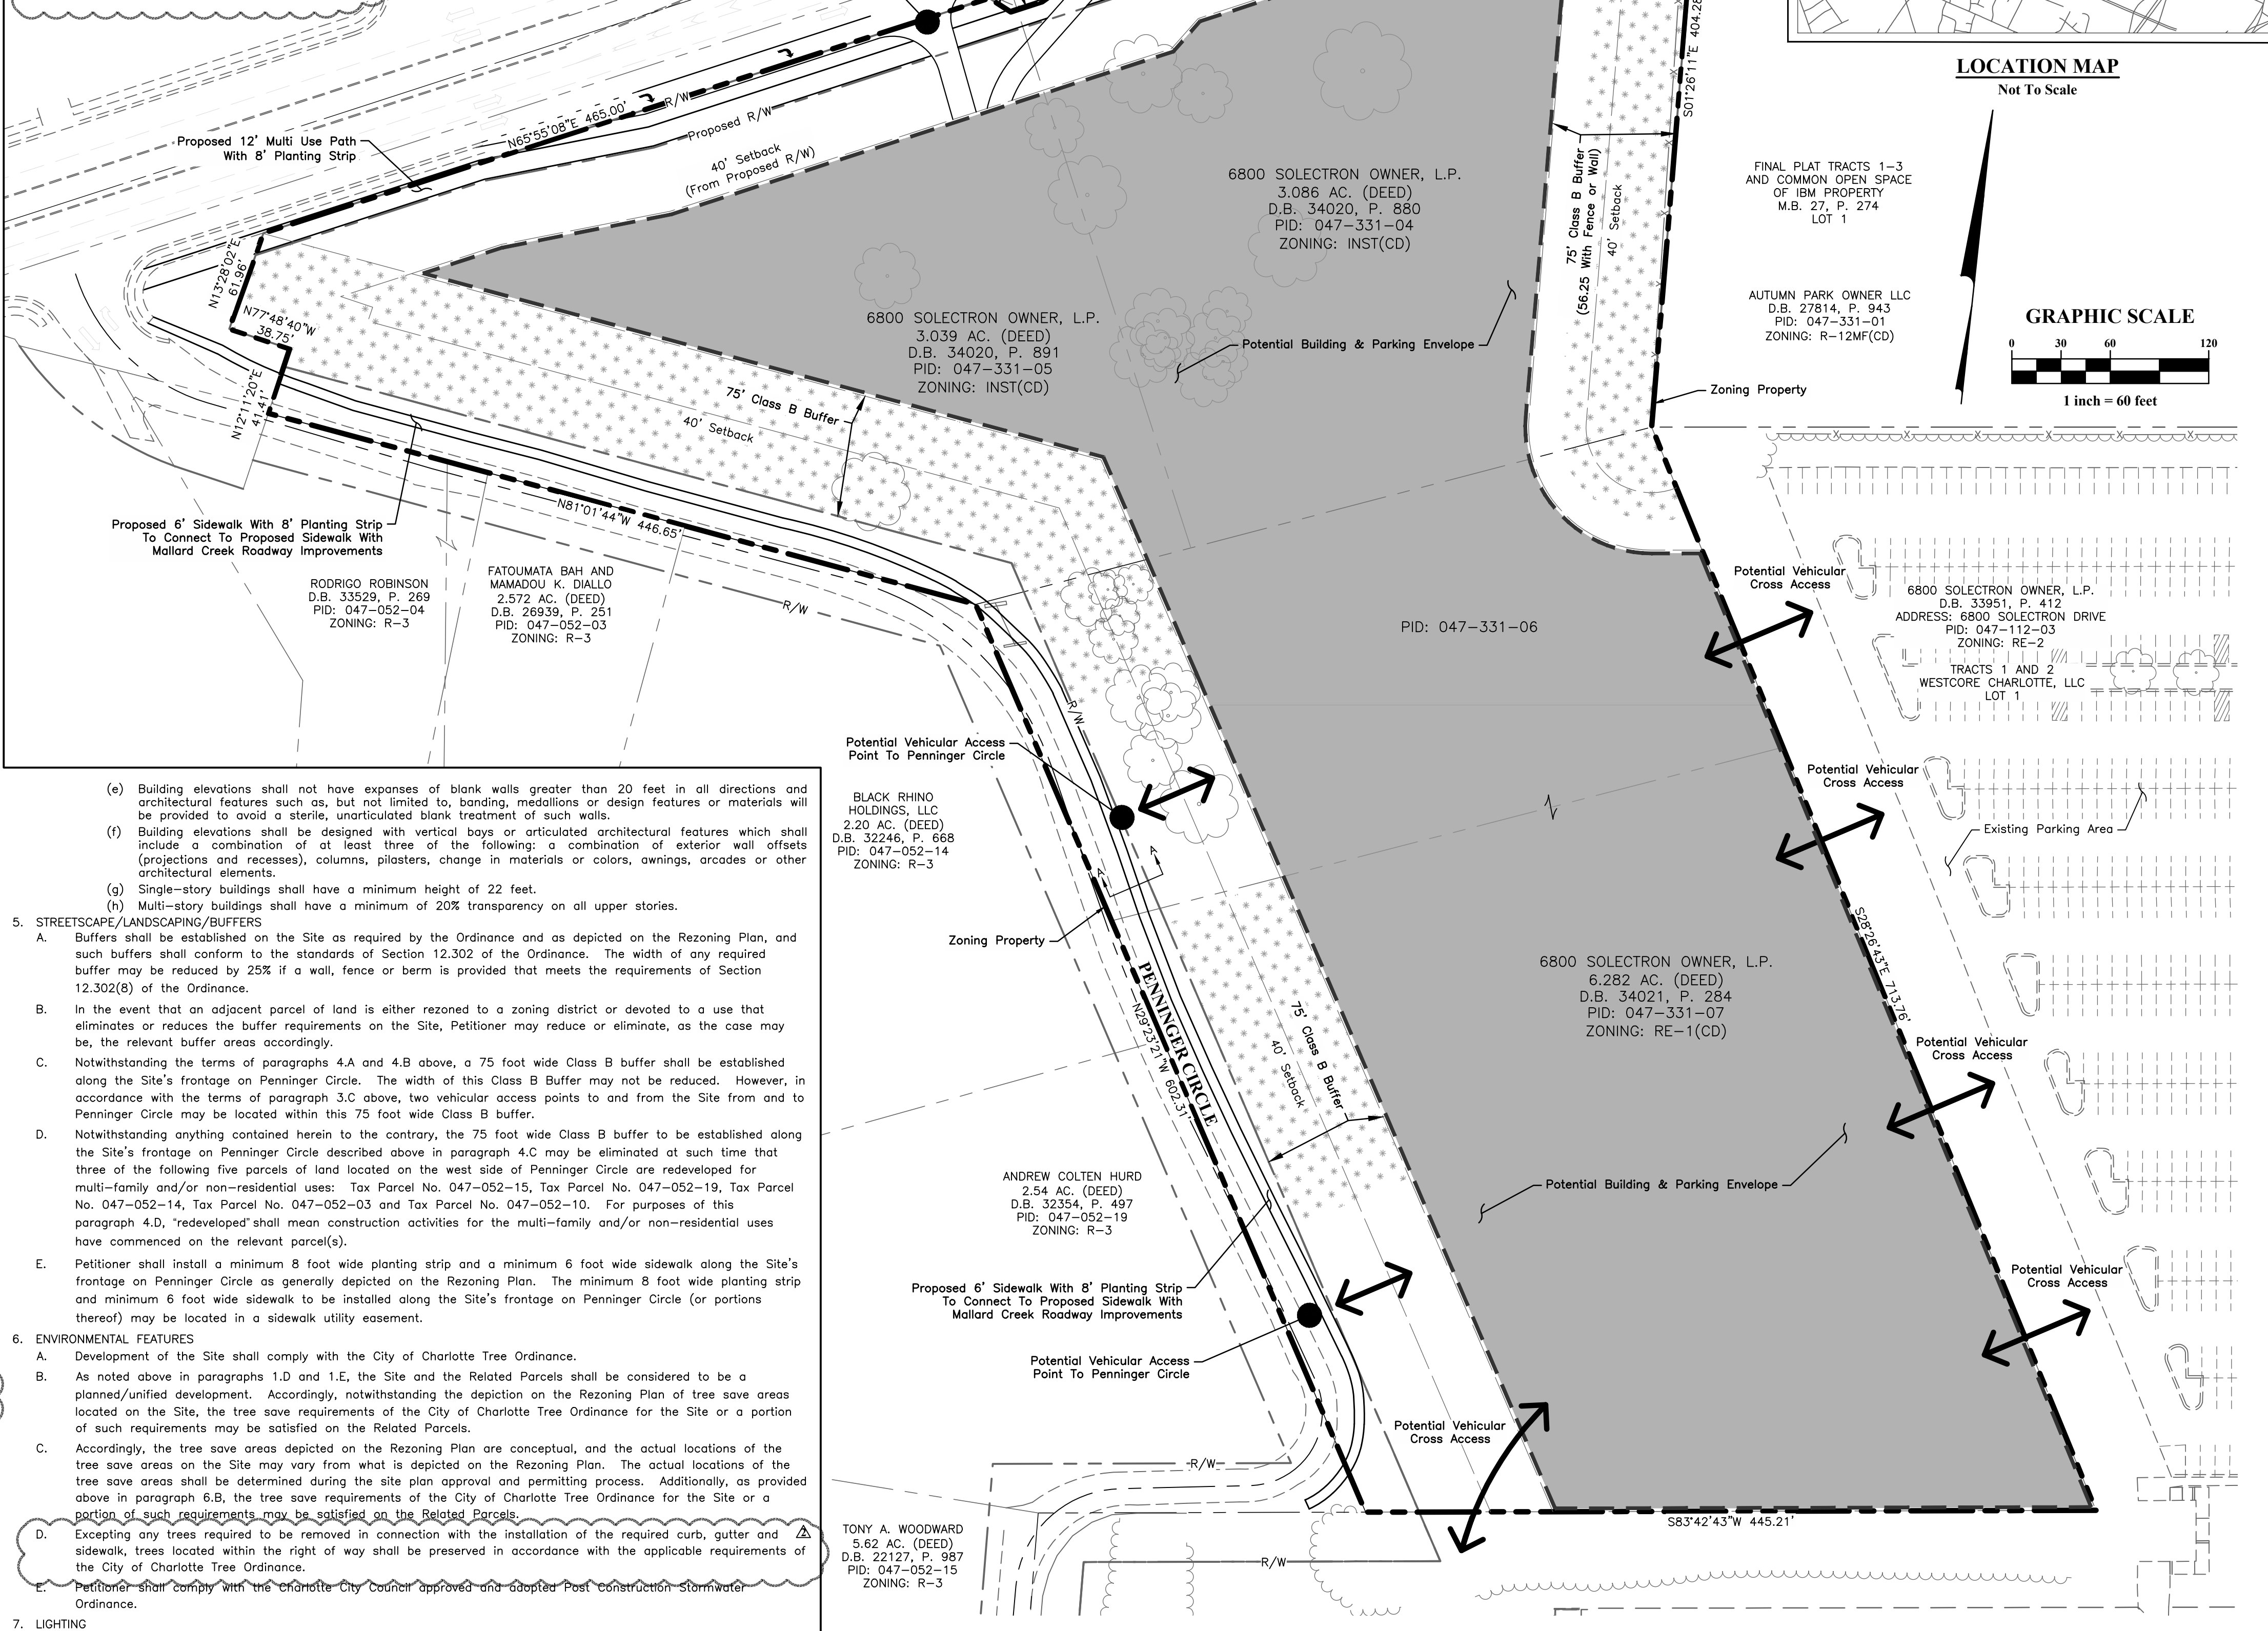 LOCATION MAP
Not To Scale
S01°26'11"E 404.28
R/W
N65°55'08"E 465.00'
Proposed R/W
Proposed 12' Multi Use Path
With 8' Planting Strip
40' Setback
(From Proposed R/W)
6800 SOLECTRON OWNER, L.P.
3.086 AC. (DEED)
D.B. 34020, P. 880
PID: 047-331-04
ZONING: INST(CD)
75' Class B Buffer
(56.25 With Fence or Wall)
40' Setback
FINAL PLAT TRACTS 1-3
AND COMMON OPEN SPACE
OF IBM PROPERTY
M.B. 27, P. 274
LOT 1
AUTUMN PARK OWNER LLC
D.B. 27814, P. 943
PID: 047-331-01
ZONING: R-12MF(CD)
GRAPHIC SCALE
0 30 60 120
1 inch = 60 feet
N13°28'02"E
61.96'
N77°48'40"W
38.75'
N12°11'20"E
41.41'
6800 SOLECTRON OWNER, L.P.
3.039 AC. (DEED)
D.B. 34020, P. 891
PID: 047-331-05
ZONING: INST(CD)
Potential Building & Parking Envelope
Zoning Property
75' Class B Buffer
40' Setback
N81°01'44"W 446.65'
Proposed 6' Sidewalk With 8' Planting Strip
To Connect To Proposed Sidewalk With
Mallard Creek Roadway Improvements
RODRIGO ROBINSON
D.B. 33529, P. 269
PID: 047-052-04
ZONING: R-3
FATOUMATA BAH AND
MAMADOU K. DIALLO
2.572 AC. (DEED)
D.B. 26939, P. 251
PID: 047-052-03
ZONING: R-3
R/W
R/W
PID: 047-331-06
Potential Vehicular
Cross Access
6800 SOLECTRON OWNER, L.P.
D.B. 33951, P. 412
ADDRESS: 6800 SOLECTRON DRIVE
PID: 047-112-03
ZONING: RE-2
TRACTS 1 AND 2
WESTCORE CHARLOTTE, LLC
LOT 1
Potential Vehicular Access
Point To Penninger Circle
BLACK RHINO
HOLDINGS, LLC
2.20 AC. (DEED)
D.B. 32246, P. 668
PID: 047-052-14
ZONING: R-3
A
A
Zoning Property
Potential Vehicular
Cross Access
Existing Parking Area
S28°26'43"E 713.76'
PENNINGER CIRCLE
N29°23'21"W 602.31'
75' Class B Buffer
40' Setback
6800 SOLECTRON OWNER, L.P.
6.282 AC. (DEED)
D.B. 34021, P. 284
PID: 047-331-07
ZONING: RE-1(CD)
Potential Vehicular
Cross Access
Potential Building & Parking Envelope
ANDREW COLTEN HURD
2.54 AC. (DEED)
D.B. 32354, P. 497
PID: 047-052-19
ZONING: R-3
Proposed 6' Sidewalk With 8' Planting Strip
To Connect To Proposed Sidewalk With
Mallard Creek Roadway Improvements
Potential Vehicular
Cross Access
Potential Vehicular Access
Point To Penninger Circle
Potential Vehicular
Cross Access
R/W
S83°42'43"W 445.21'
R/W
TONY A. WOODWARD
5.62 AC. (DEED)
D.B. 22127, P. 987
PID: 047-052-15
ZONING: R-3
(e) Building elevations shall not have expanses of blank walls greater than 20 feet in all directions and
architectural features such as, but not limited to, banding, medallions or design features or materials will
be provided to avoid a sterile, unarticulated blank treatment of such walls.
(f) Building elevations shall be designed with vertical bays or articulated architectural features which shall
include a combination of at least three of the following: a combination of exterior wall offsets
(projections and recesses), columns, pilasters, change in materials or colors, awnings, arcades or other
architectural elements.
(g) Single-story buildings shall have a minimum height of 22 feet.
(h) Multi-story buildings shall have a minimum of 20% transparency on all upper stories.
5. STREETSCAPE/LANDSCAPING/BUFFERS
A. Buffers shall be established on the Site as required by the Ordinance and as depicted on the Rezoning Plan, and
such buffers shall conform to the standards of Section 12.302 of the Ordinance. The width of any required
buffer may be reduced by 25% if a wall, fence or berm is provided that meets the requirements of Section
12.302(8) of the Ordinance.
B. In the event that an adjacent parcel of land is either rezoned to a zoning district or devoted to a use that
eliminates or reduces the buffer requirements on the Site, Petitioner may reduce or eliminate, as the case may
be, the relevant buffer areas accordingly.
C. Notwithstanding the terms of paragraphs 4.A and 4.B above, a 75 foot wide Class B buffer shall be established
along the Site's frontage on Penninger Circle. The width of this Class B Buffer may not be reduced. However, in
accordance with the terms of paragraph 3.C above, two vehicular access points to and from the Site from and to
Penninger Circle may be located within this 75 foot wide Class B buffer.
D. Notwithstanding anything contained herein to the contrary, the 75 foot wide Class B buffer to be established along
the Site's frontage on Penninger Circle described above in paragraph 4.C may be eliminated at such time that
three of the following five parcels of land located on the west side of Penninger Circle are redeveloped for
multi-family and/or non-residential uses: Tax Parcel No. 047-052-15, Tax Parcel No. 047-052-19, Tax Parcel
No. 047-052-14, Tax Parcel No. 047-052-03 and Tax Parcel No. 047-052-10. For purposes of this
paragraph 4.D, "redeveloped" shall mean construction activities for the multi-family and/or non-residential uses
have commenced on the relevant parcel(s).
E. Petitioner shall install a minimum 8 foot wide planting strip and a minimum 6 foot wide sidewalk along the Site's
frontage on Penninger Circle as generally depicted on the Rezoning Plan. The minimum 8 foot wide planting strip
and minimum 6 foot wide sidewalk to be installed along the Site's frontage on Penninger Circle (or portions
thereof) may be located in a sidewalk utility easement.
6. ENVIRONMENTAL FEATURES
A. Development of the Site shall comply with the City of Charlotte Tree Ordinance.
B. As noted above in paragraphs 1.D and 1.E, the Site and the Related Parcels shall be considered to be a
planned/unified development. Accordingly, notwithstanding the depiction on the Rezoning Plan of tree save areas
located on the Site, the tree save requirements of the City of Charlotte Tree Ordinance for the Site or a portion
of such requirements may be satisfied on the Related Parcels.
C. Accordingly, the tree save areas depicted on the Rezoning Plan are conceptual, and the actual locations of the
tree save areas on the Site may vary from what is depicted on the Rezoning Plan. The actual locations of the
tree save areas shall be determined during the site plan approval and permitting process. Additionally, as provided
above in paragraph 6.B, the tree save requirements of the City of Charlotte Tree Ordinance for the Site or a
portion of such requirements may be satisfied on the Related Parcels.
D. Excepting any trees required to be removed in connection with the installation of the required curb, gutter and 2
sidewalk, trees located within the right of way shall be preserved in accordance with the applicable requirements of
the City of Charlotte Tree Ordinance.
E. Petitioner shall comply with the Charlotte City Council approved and adopted Post Construction Stormwater
Ordinance.
7. LIGHTING